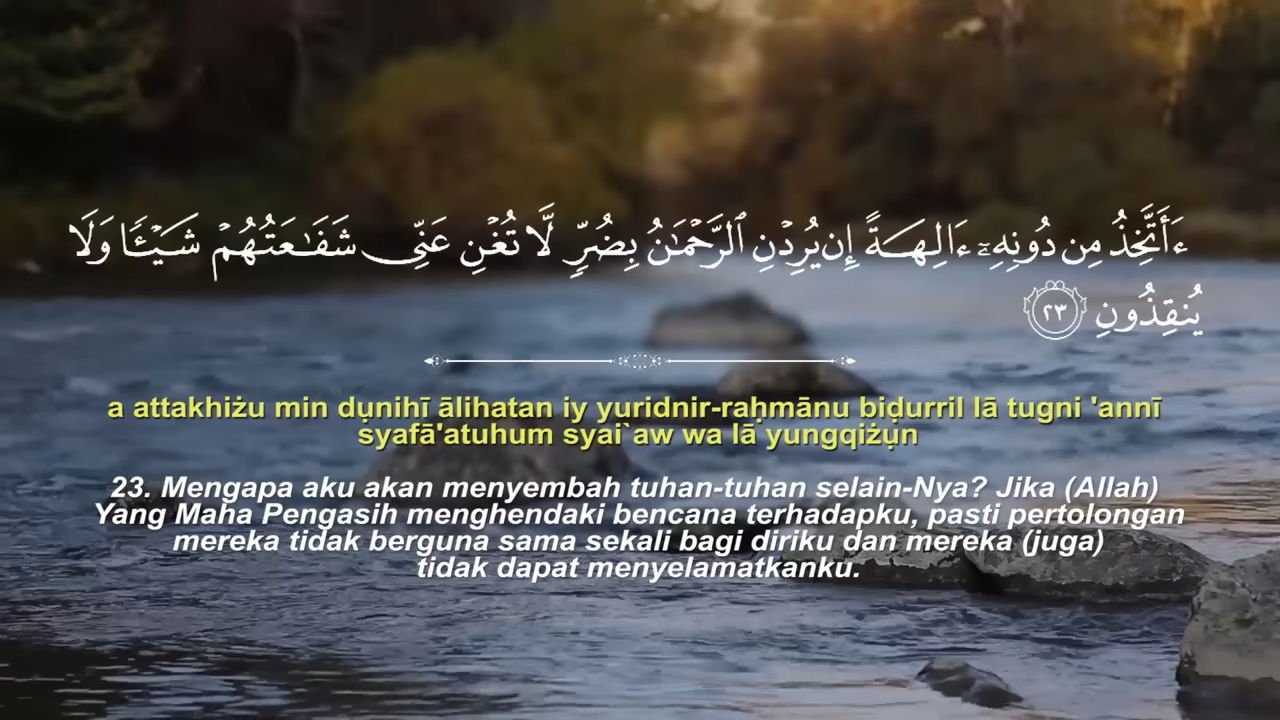 ءَأَتَّخِذُ مِن دُونِهِۦٓ ءَالِهَةً إِن يُرِدْنِ ٱلرَّحْمَـٰنُ بِضُرٍّ لَّا تُغْنِ عَنِّى شَفَـٰعَتُهُمْ شَيْـًٔا وَلَا
يُنقِذُونِ ٢٣
a attakhiżu min dụnihī ālihatan iy yuridnir-raḥmānu biḍurril lā tugni 'annī
syafā'atuhum syai`aw wa lā yungqiżụn
23. Mengapa aku akan menyembah tuhan-tuhan selain-Nya? Jika (Allah)
Yang Maha Pengasih menghendaki bencana terhadapku, pasti pertolongan
mereka tidak berguna sama sekali bagi diriku dan mereka (juga)
tidak dapat menyelamatkanku.